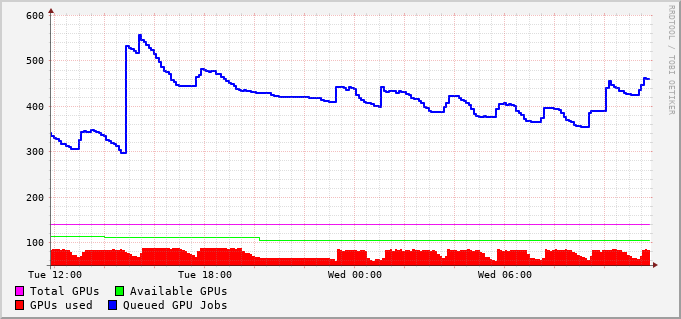 600
500
400
300
200
100
Tue 12:00 Tue 18:00 Wed 00:00 Wed 06:00
Total GPUs Available GPUs
GPUs used Queued GPU Jobs
RRDTOOL / TOBI OETIKER